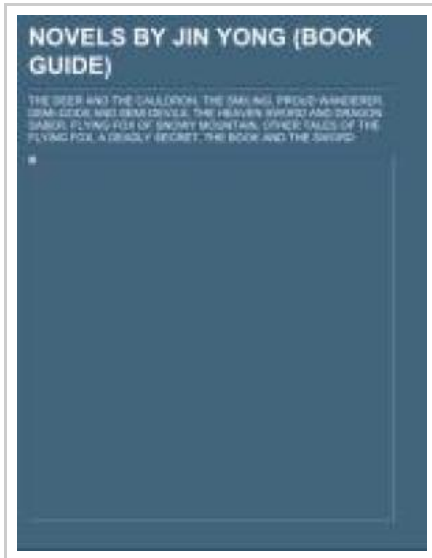 NOVELS BY JIN YONG (BOOK
GUIDE)
THE DEER AND THE CAULDRON, THE SMILING, PROUD WANDERER,
DEMI-GODS AND SEMI-DEVILS, THE HEAVEN SWORD AND DRAGON
SABER, FLYING FOX OF SNOWY MOUNTAIN, OTHER TALES OF THE
FLYING FOX, A DEADLY SECRET, THE BOOK AND THE SWORD